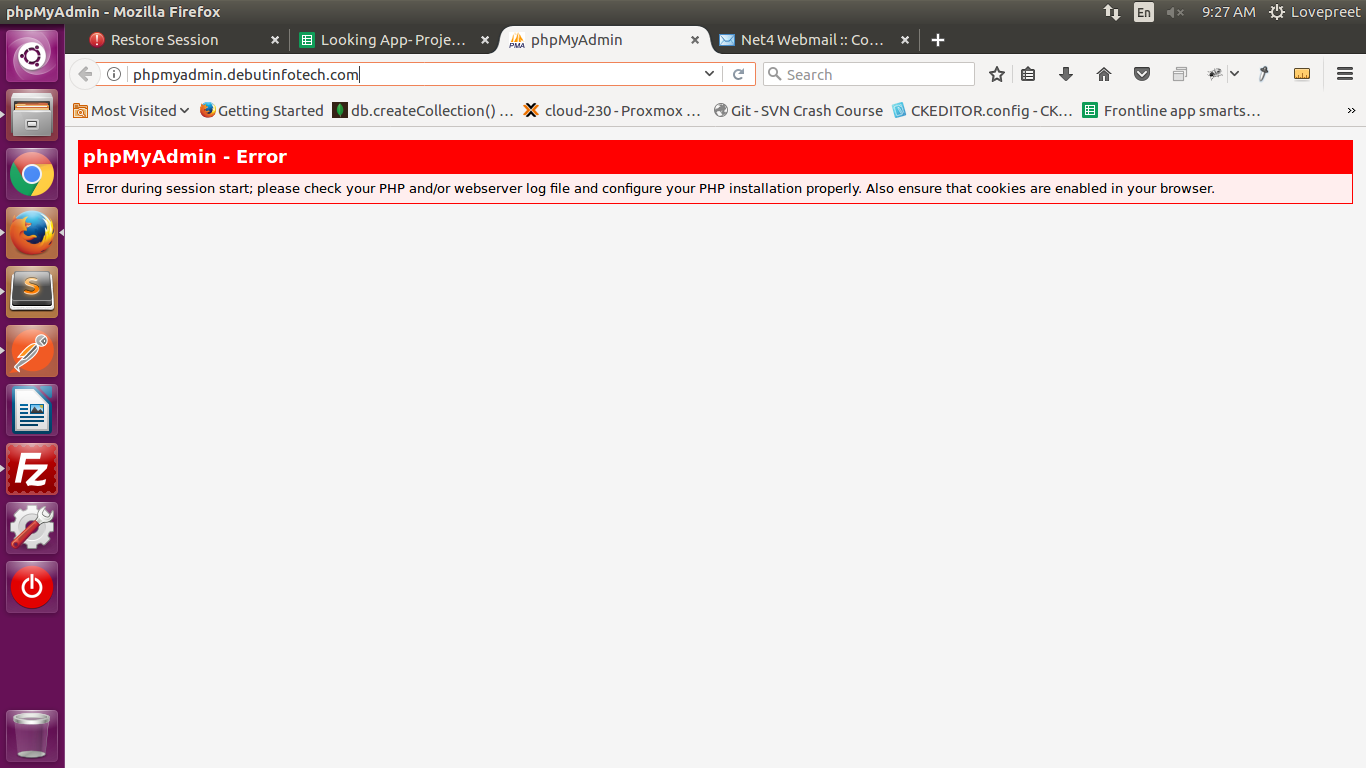 phpMyAdmin - Mozilla Firefox
En
9:27 AM
Lovepreet
Restore Session
Looking App- Proje...
PMA
phpMyAdmin
Net4 Webmail :: Co...
phpmyadmin.debutinfotech.com
Search
Most Visited
Getting Started
db.createCollection() ...
cloud-230 - Proxmox ...
Git - SVN Crash Course
CKEDITOR.config - CK...
Frontline app smarts...
»
phpMyAdmin - Error
Error during session start; please check your PHP and/or webserver log file and configure your PHP installation properly. Also ensure that cookies are enabled in your browser.
S
Fz